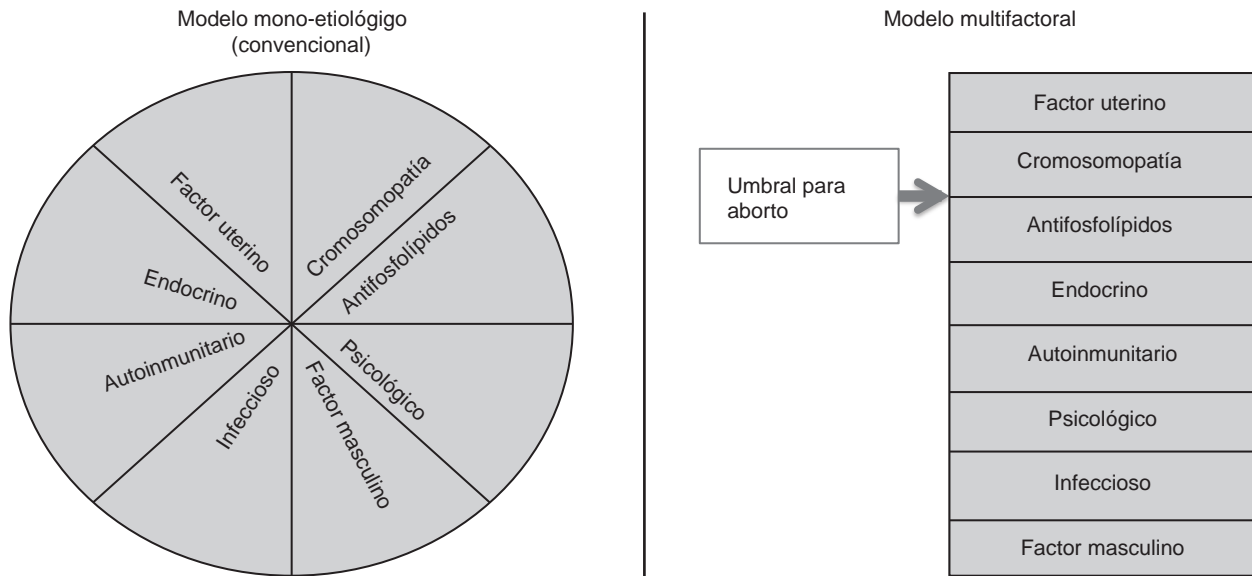 Modelo mono-etiológigo
(convencional)
Factor uterino
Cromosomopatía
Antifosfolípidos
Endocrino
Autoinmunitario
Infeccioso
Factor masculino
Psicológico
Modelo multifactoral
Umbral para
aborto
Factor uterino
Cromosomopatía
Antifosfolípidos
Endocrino
Autoinmunitario
Psicológico
Infeccioso
Factor masculino